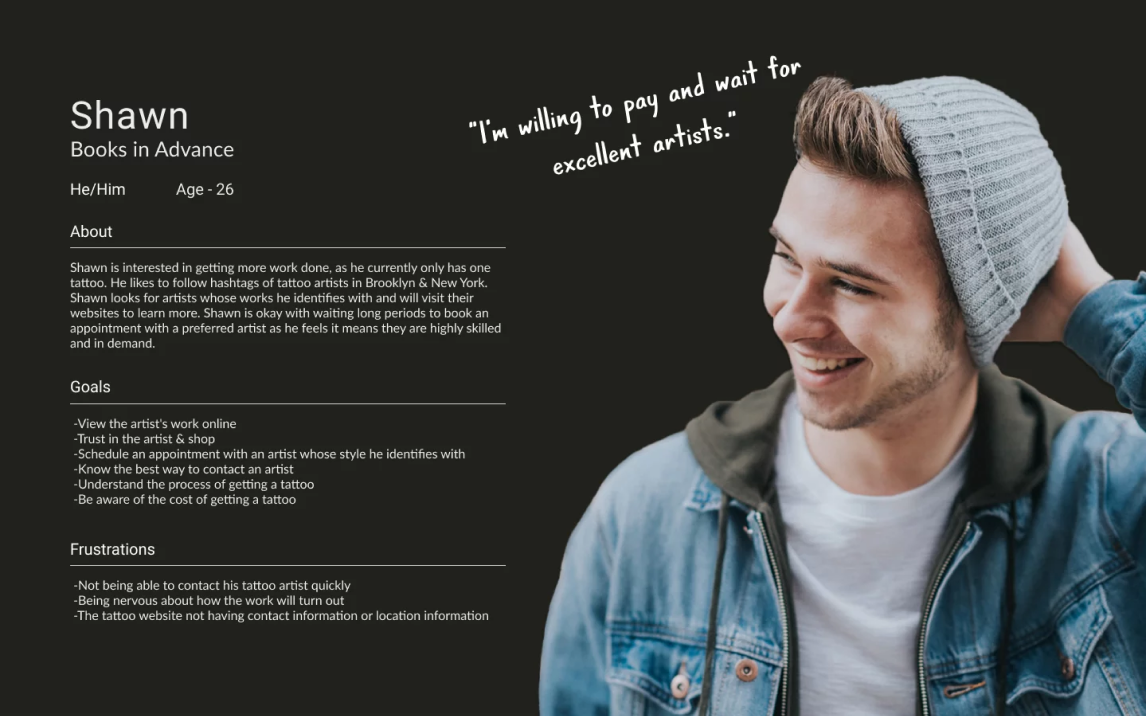 Shawn
Books in Advance
He/Him Age - 26
"I'm willing to pay and wait for
excellent artists."
About
Shawn is interested in getting more work done, as he currently only has one
tattoo. He likes to follow hashtags of tattoo artists in Brooklyn & New York.
Shawn looks for artists whose works he identifies with and will visit their
websites to learn more. Shawn is okay with waiting long periods to book an
appointment with a preferred artist as he feels it means they are highly skilled
and in demand.
Goals
-View the artist's work online
-Trust in the artist & shop
-Schedule an appointment with an artist whose style he identifies with
-Know the best way to contact an artist
-Understand the process of getting a tattoo
-Be aware of the cost of getting a tattoo
Frustrations
-Not being able to contact his tattoo artist quickly
-Being nervous about how the work will turn out
-The tattoo website not having contact information or location information